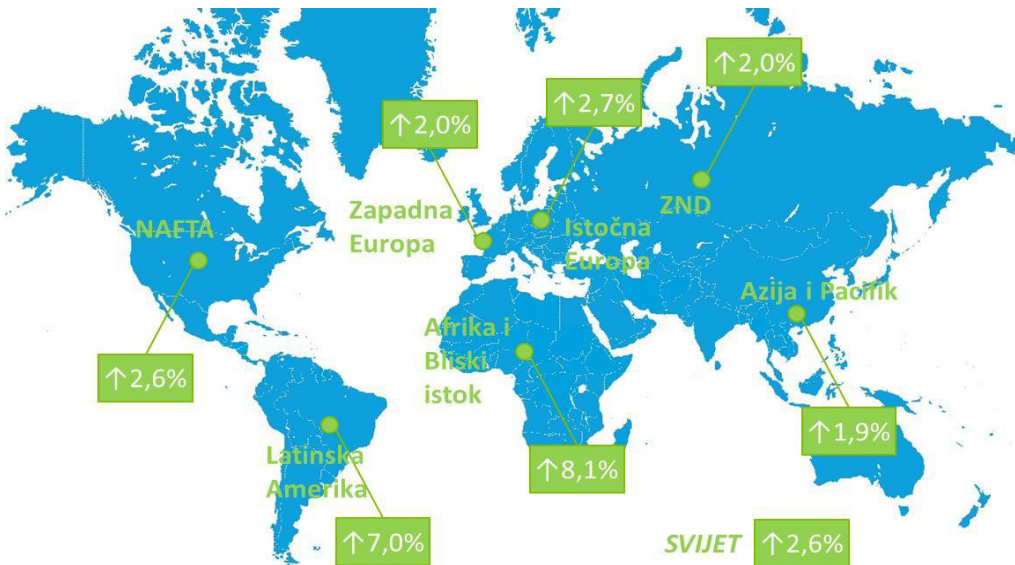 ↑2,0%
↑2,7%
↑2,0%
NAFTA
Zapadna
Europa
Istočna
Europa
ZND
Azija i Pacifik
Afrika i
Bliski
istok
↑2,6%
↑1,9%
Latinska
Amerika
↑8,1%
↑7,0%
SVIJET ↑2,6%